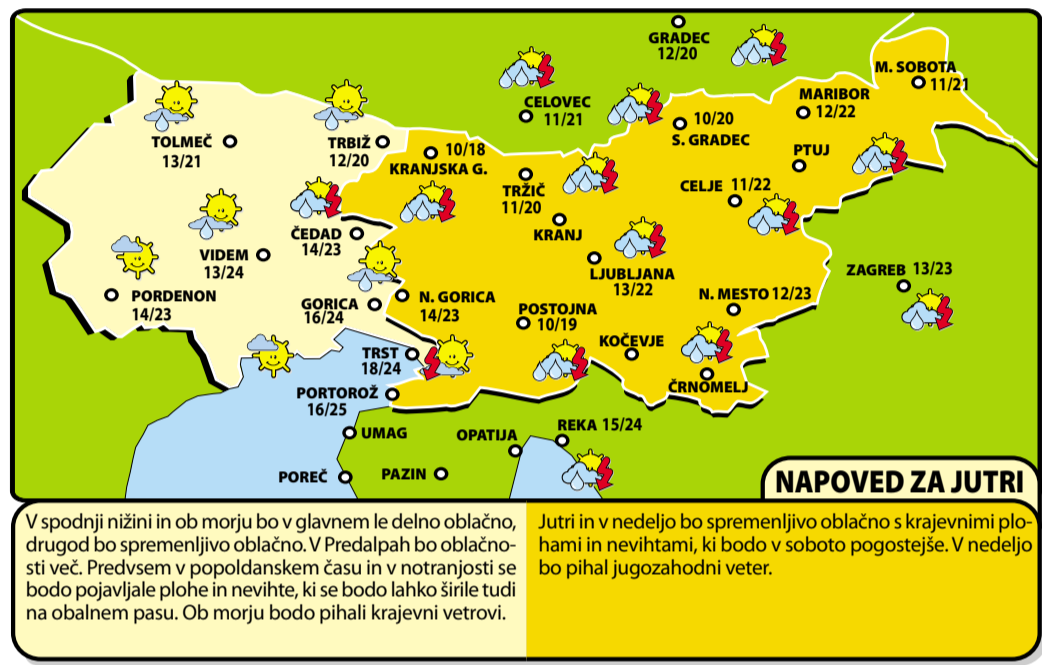 GRADEC
12/20
M. SOBOTA
11/21
CELOVEC
11/21
MARIBOR
12/22
10/20
S. GRADEC
TOLMEČ
13/21
TRBIŽ
12/20
10/18
KRANJSKA G.
PTUJ
TRŽIČ
11/20
CELJE 11/22
KRANJ
ČEDAD
14/23
VIDEM
13/24
LJUBLJANA
13/22
ZAGREB 13/23
PORDENON
14/23
GORICA
16/24
N. GORICA
14/23
N. MESTO 12/23
POSTOJNA
10/19
KOČEVJE
TRST
18/24
ČRNOMELJ
PORTOROŽ
16/25
UMAG
OPATIJA
REKA 15/24
POREČ
PAZIN
NAPOVED ZA JUTRI
V spodnji nižini in ob morju bo v glavnem le delno oblačno,
drugod bo spremenljivo oblačno. V Predalpah bo oblačno-
sti več. Predvsem v popoldanskem času in v notranjosti se
bodo pojavljale plohe in nevihte, ki se bodo lahko širile tudi
na obalnem pasu. Ob morju bodo pihali krajevni vetrovi.
Jutri in v nedeljo bo spremenljivo oblačno s krajevnimi plo-
hami in nevihtami, ki bodo v soboto pogostejše. V nedeljo
bo pihal jugozahodni veter.